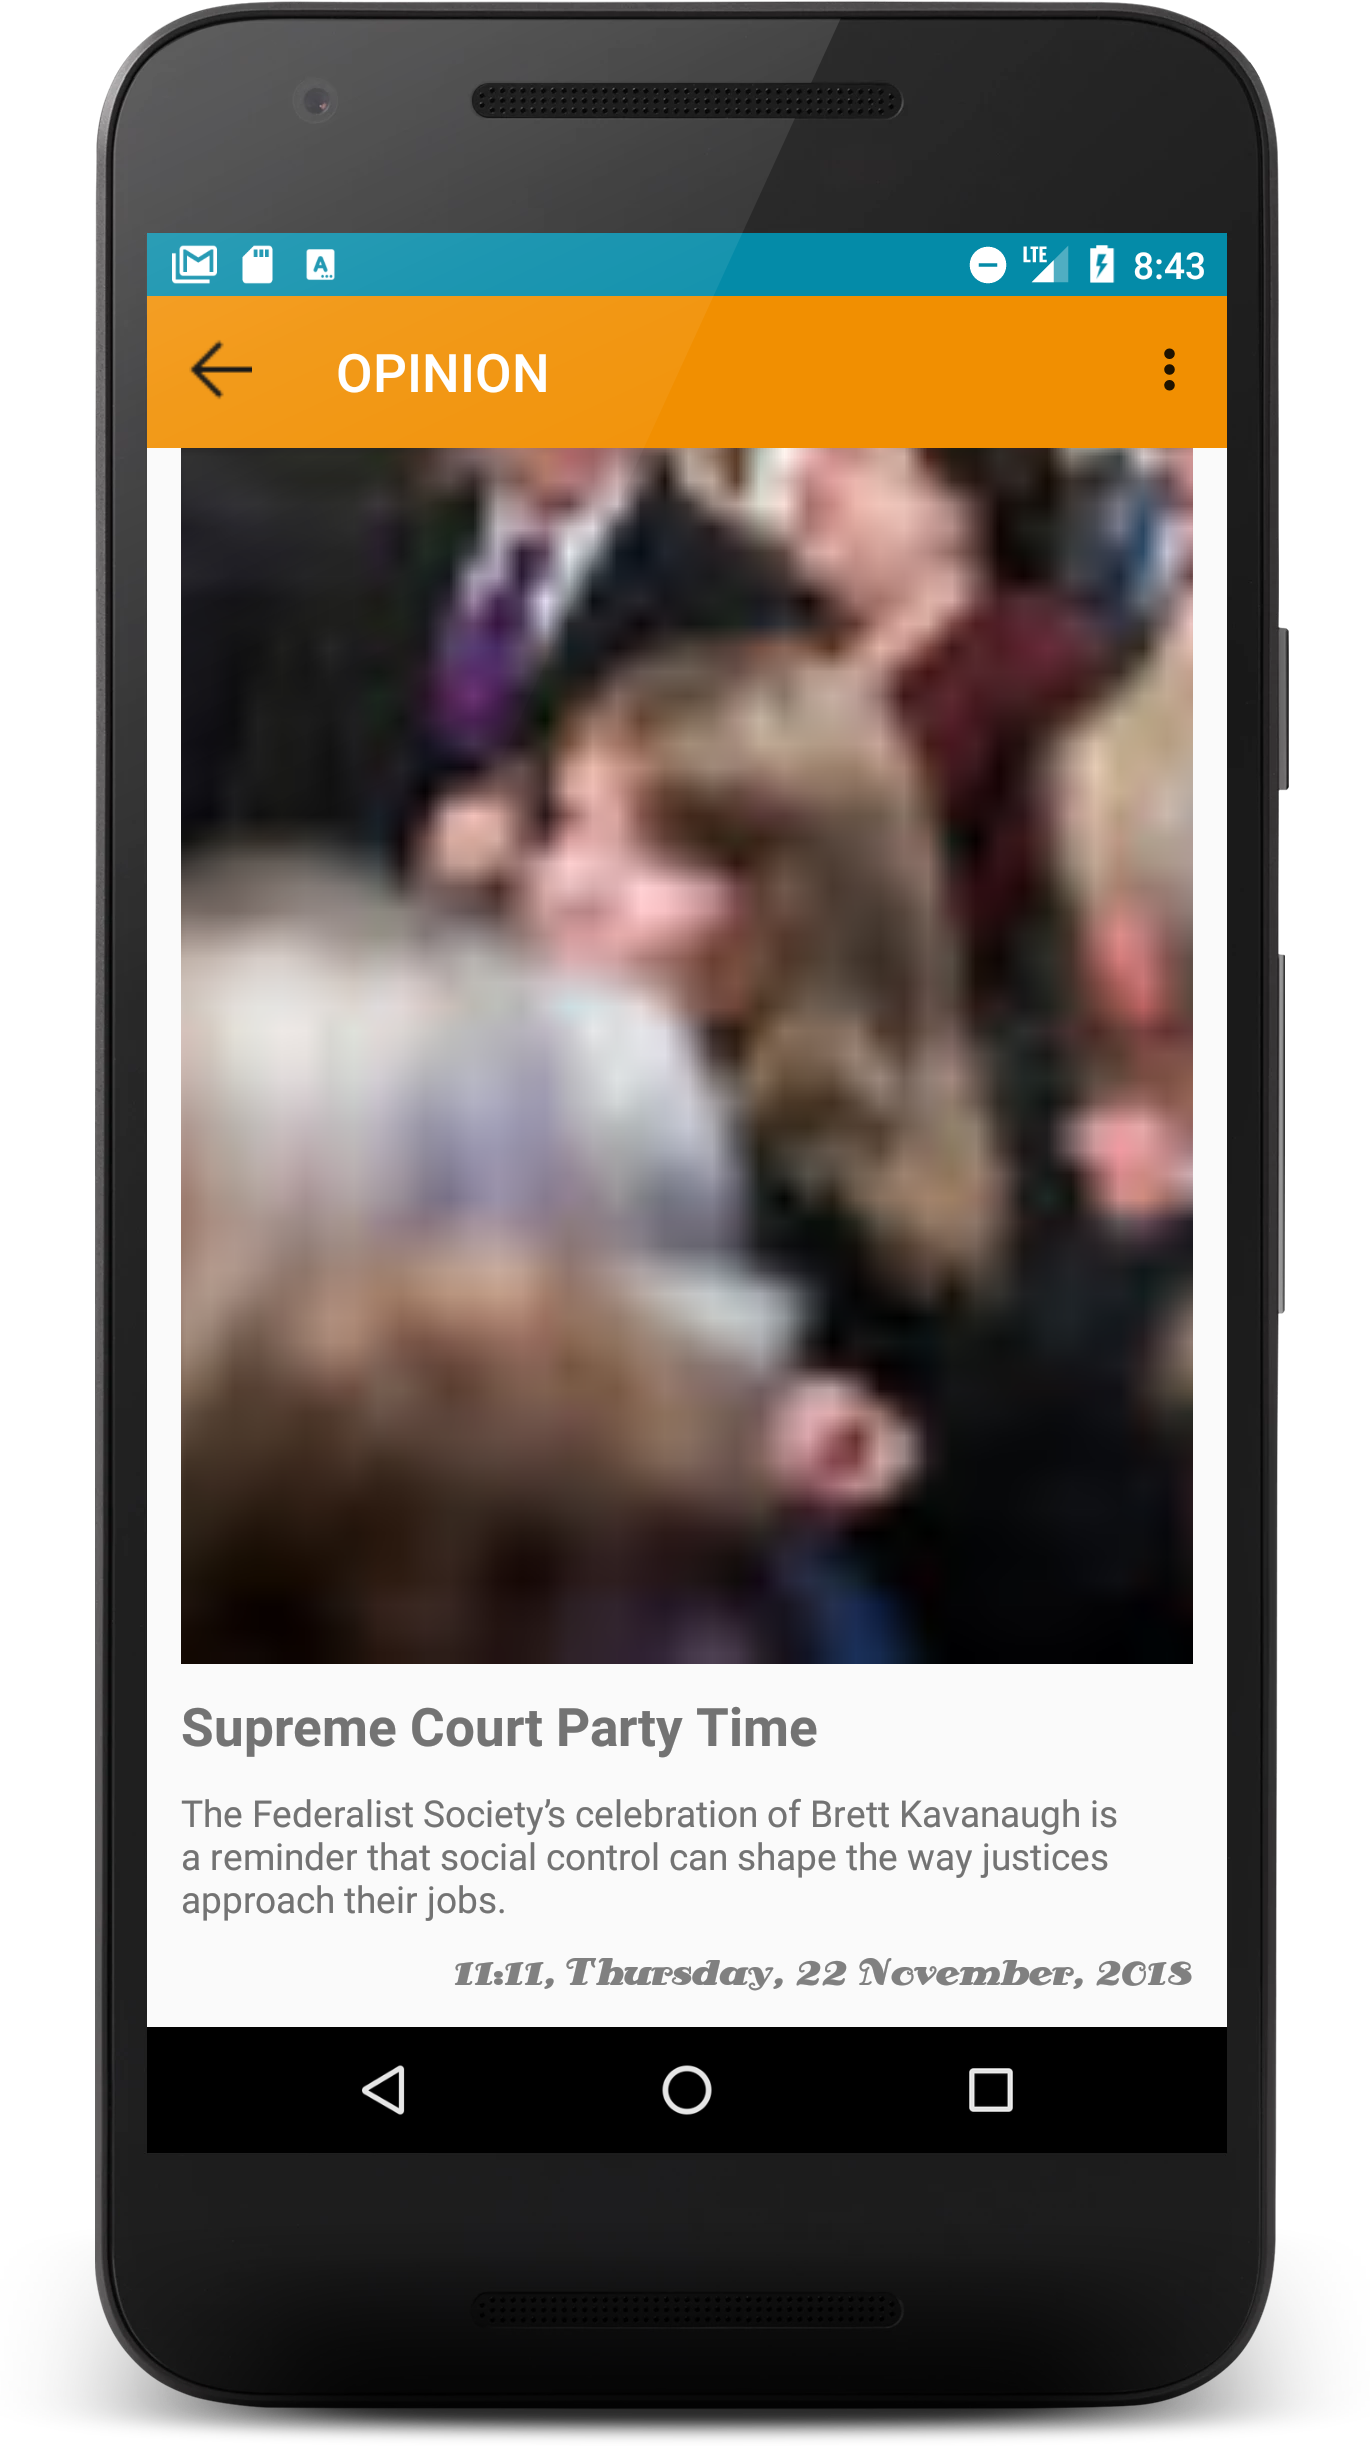 LTE 8:43
OPINION
Supreme Court Party Time
The Federalist Society’s celebration of Brett Kavanaugh is
a reminder that social control can shape the way justices
approach their jobs.
11:11, Thursday, 22 November, 2018